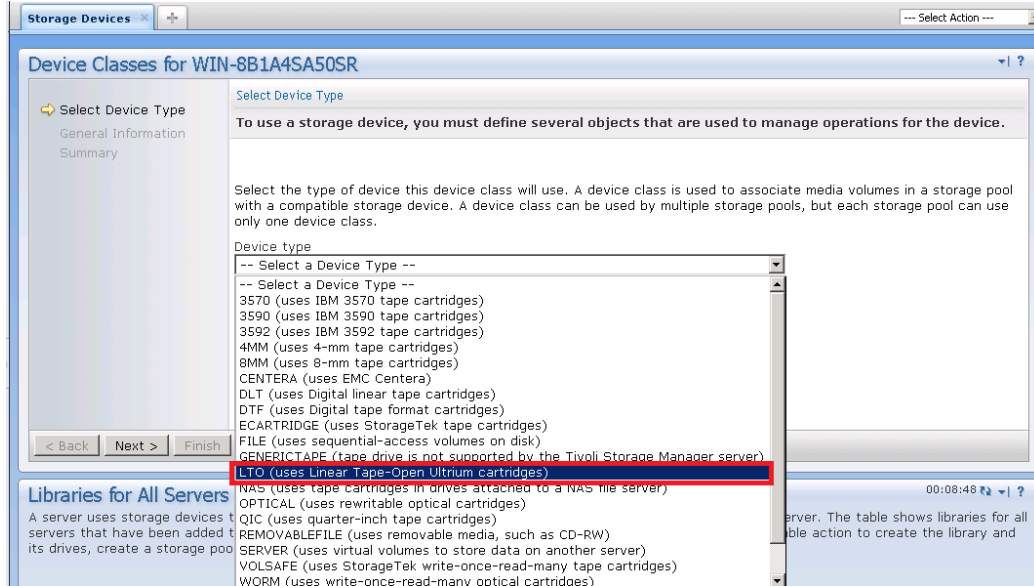 Storage Devices
--- Select Action ---
Device Classes for WIN-8B1A4SA50SR
?
Select Device Type
General Information
Summary
Select Device Type
To use a storage device, you must define several objects that are used to manage operations for the device.
Select the type of device this device class will use. A device class is used to associate media volumes in a storage pool
with a compatible storage device. A device class can be used by multiple storage pools, but each storage pool can use
only one device class.
Device type
-- Select a Device Type --
-- Select a Device Type --
3570 (uses IBM 3570 tape cartridges)
3590 (uses IBM 3590 tape cartridges)
3592 (uses IBM 3592 tape cartridges)
4MM (uses 4-mm tape cartridges)
8MM (uses 8-mm tape cartridges)
CENTERA (uses EMC Centera)
DLT (uses Digital linear tape cartridges)
DTF (uses Digital tape format cartridges)
ECARTRIDGE (uses StorageTek tape cartridges)
FILE (uses sequential-access volumes on disk)
GENERICTAPE (tape drive is not supported by the Tivoli Storage Manager server)
LTO (uses Linear Tape-Open Ultrium cartridges)
NAS (uses tape cartridges in drives attached to a NAS file server)
OPTICAL (uses rewritable optical cartridges)
QIC (uses quarter-inch tape cartridges)
REMOVABLEFILE (uses removable media, such as CD-RW)
SERVER (uses virtual volumes to store data on another server)
VOLSAFE (uses StorageTek write-once-read-many tape cartridges)
WORM (uses write-once-read-many optical cartridges)
< Back Next > Finish
Libraries for All Servers
00:08:48 ?
A server uses storage devices erver. The table shows libraries for all
servers that have been added ble action to create the library and
its drives, create a storage